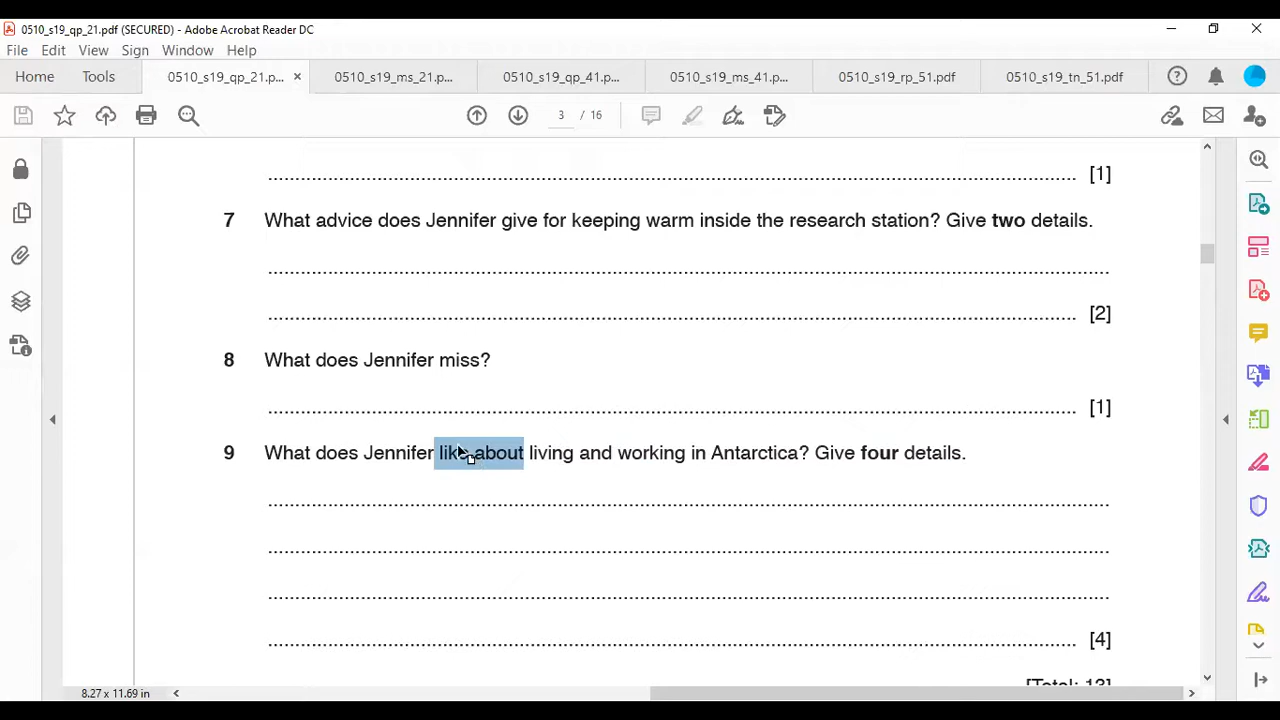 0510_s19_qp_21.pdf (SECURED) - Adobe Acrobat Reader DC
File Edit View Sign Window Help
Home Tools 0510_s19_qp_21.p... × 0510_s19_ms_21.p... 0510_s19_qp_41.p... 0510_s19_ms_41.p... 0510_s19_rp_51.pdf 0510_s19_tn_51.pdf
3 / 16
[1]
7 What advice does Jennifer give for keeping warm inside the research station? Give two details.
[2]
8 What does Jennifer miss?
[1]
9 What does Jennifer like about living and working in Antarctica? Give four details.
[4]
[Total: 13]
8.27 x 11.69 in